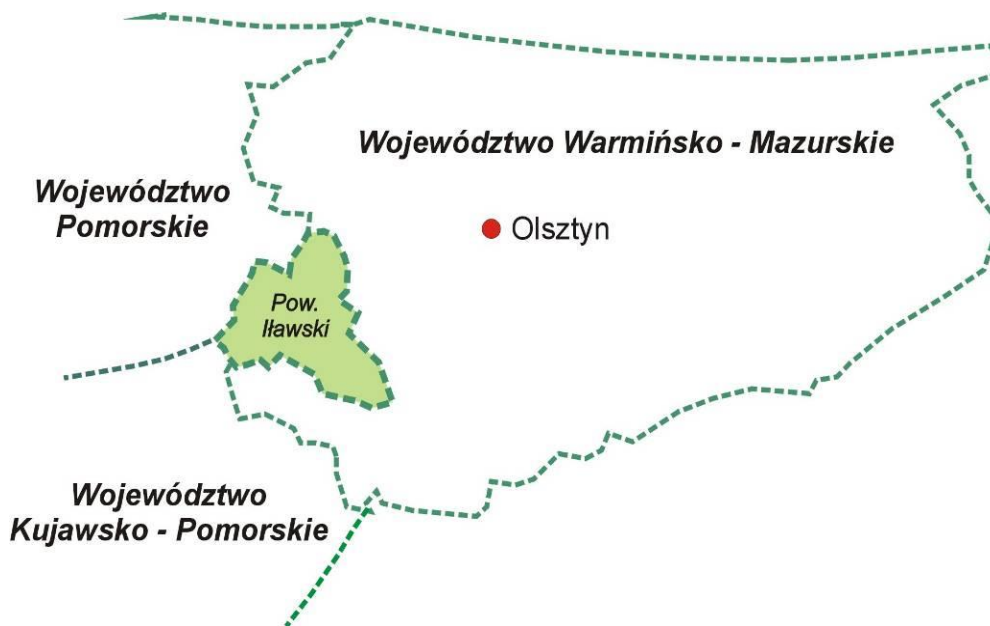 Województwo Warmińsko - Mazurskie
Województwo
Pomorskie
Olsztyn
Pow.
Iławski
Województwo
Kujawsko - Pomorskie